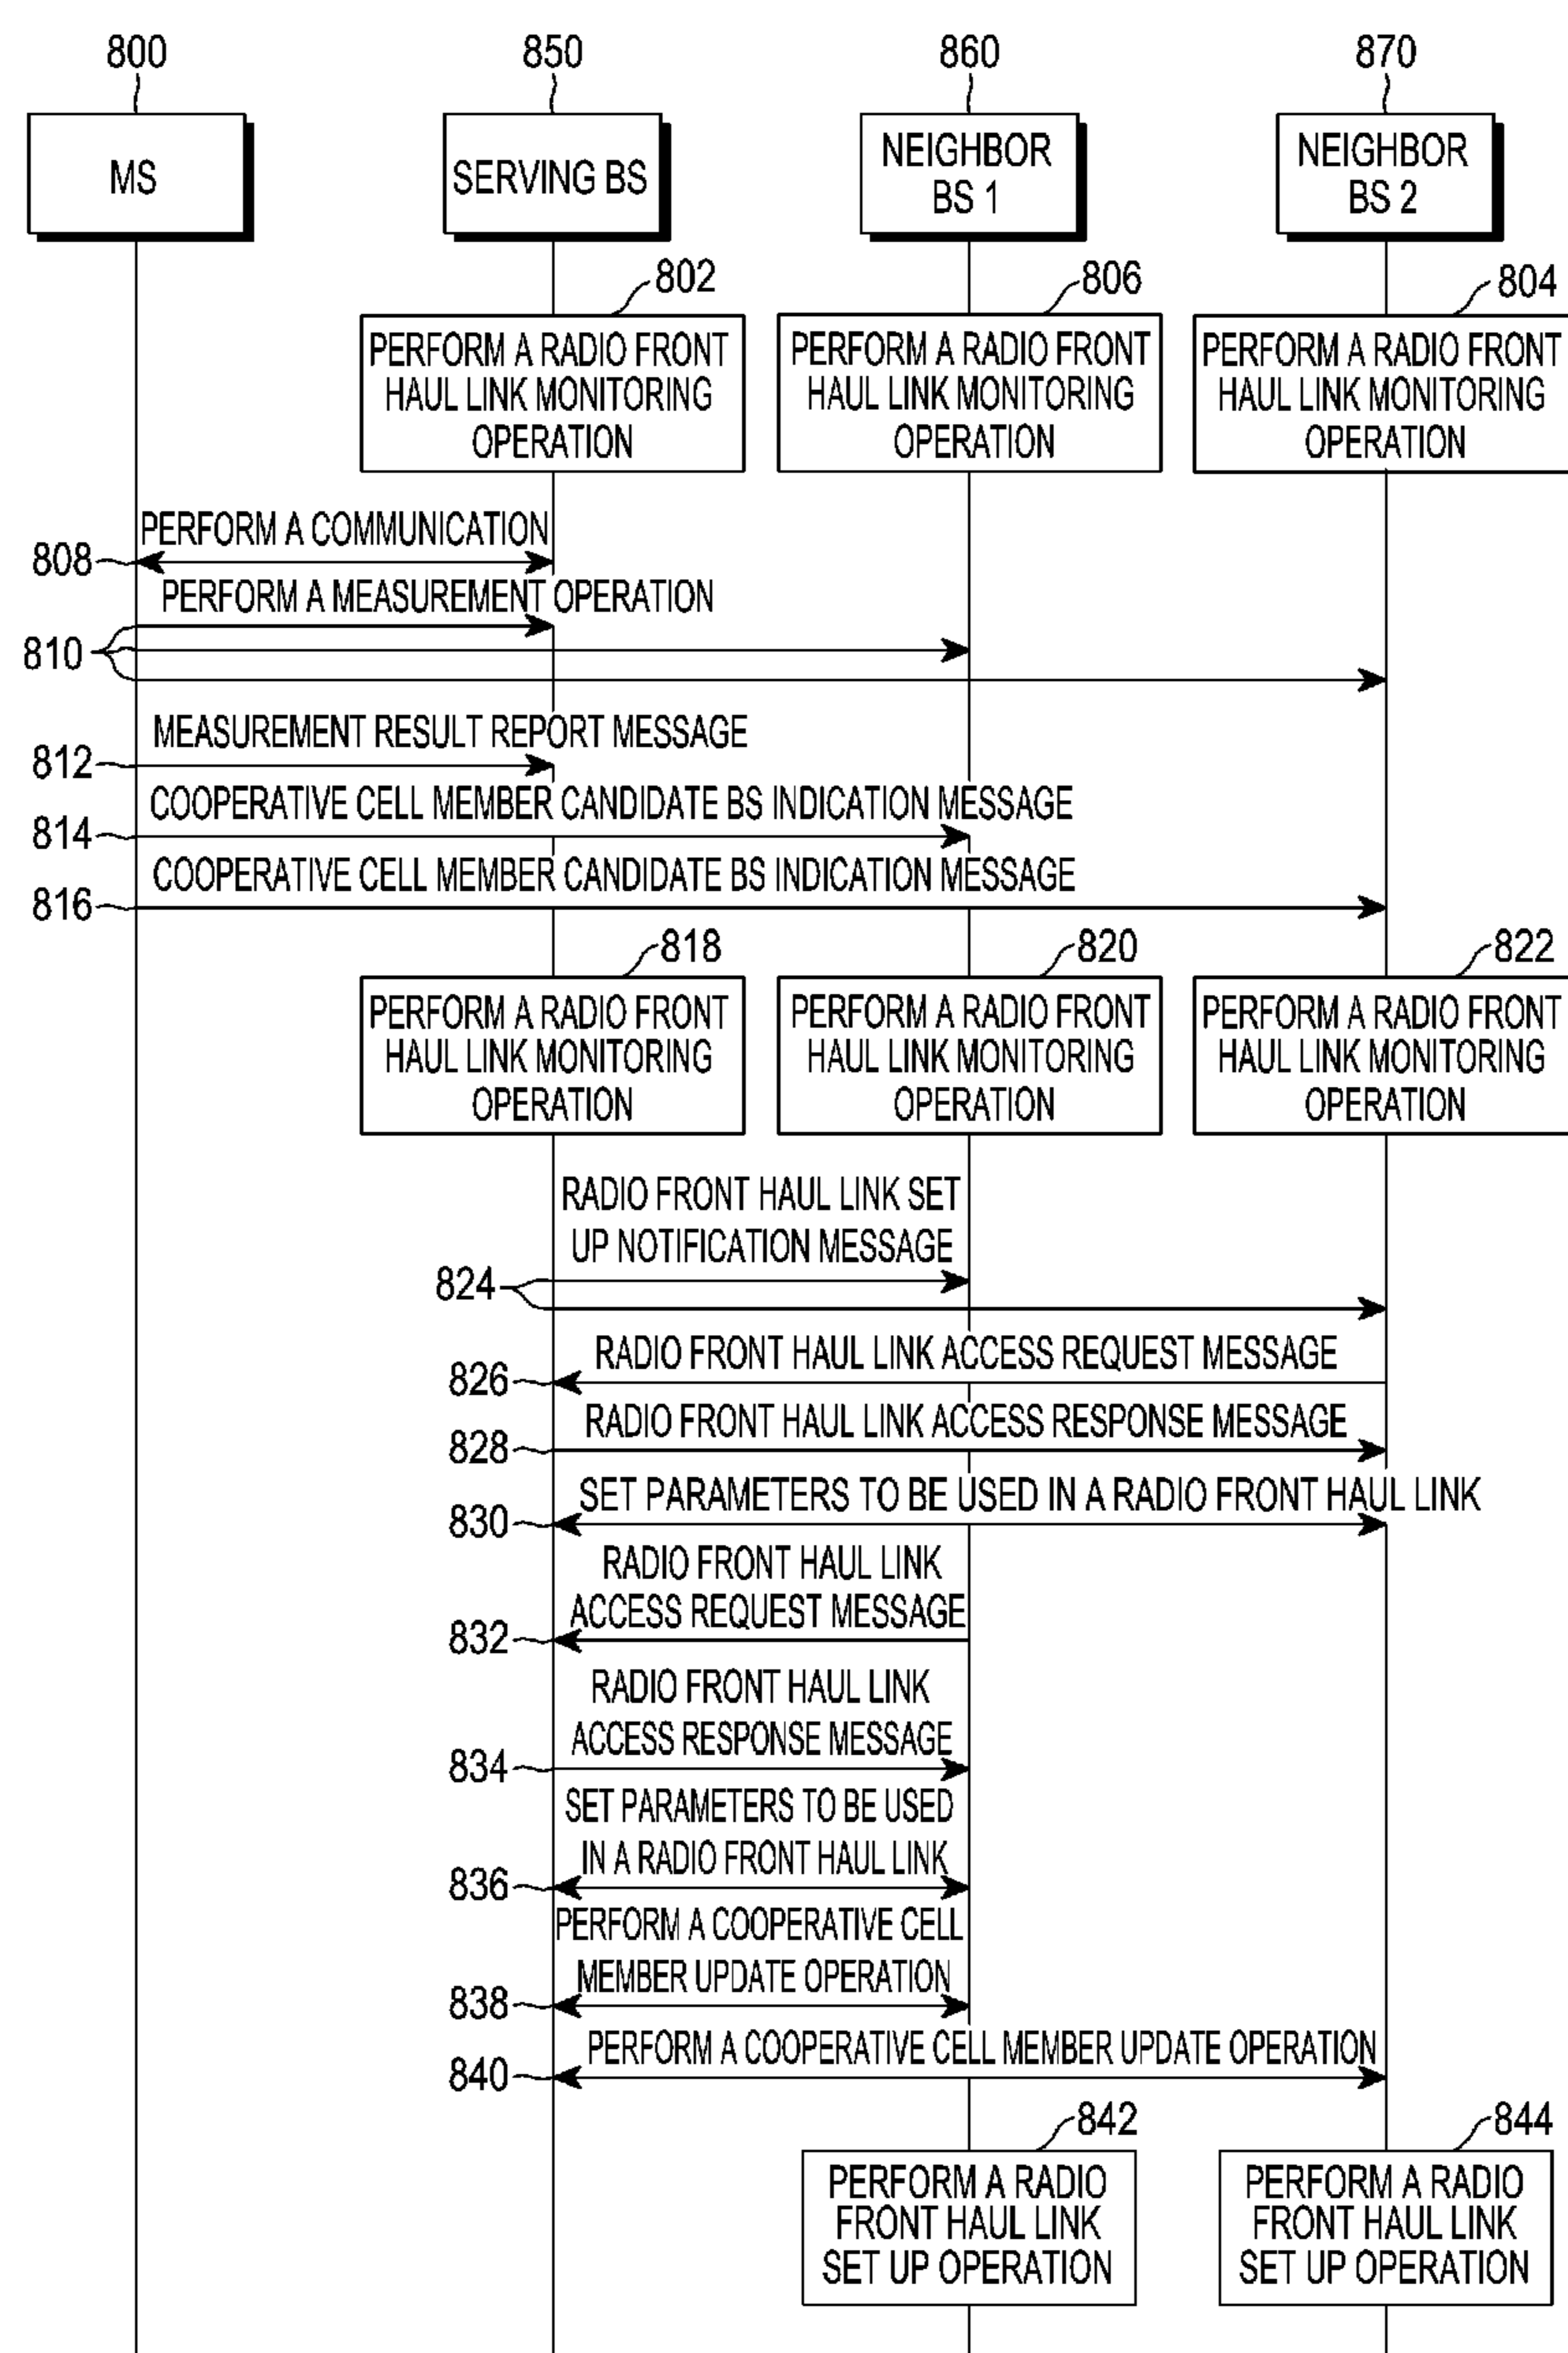 800
850
860
870
MS
SERVING BS
NEIGHBOR
BS 1
NEIGHBOR
BS 2
802
806
804
PERFORM A RADIO FRONT
HAUL LINK MONITORING
OPERATION
PERFORM A RADIO FRONT
HAUL LINK MONITORING
OPERATION
PERFORM A RADIO FRONT
HAUL LINK MONITORING
OPERATION
PERFORM A COMMUNICATION
808
PERFORM A MEASUREMENT OPERATION
810
MEASUREMENT RESULT REPORT MESSAGE
812
COOPERATIVE CELL MEMBER CANDIDATE BS INDICATION MESSAGE
814
COOPERATIVE CELL MEMBER CANDIDATE BS INDICATION MESSAGE
816
818
820
822
PERFORM A RADIO FRONT
HAUL LINK MONITORING
OPERATION
PERFORM A RADIO FRONT
HAUL LINK MONITORING
OPERATION
PERFORM A RADIO FRONT
HAUL LINK MONITORING
OPERATION
RADIO FRONT HAUL LINK SET
UP NOTIFICATION MESSAGE
824
RADIO FRONT HAUL LINK ACCESS REQUEST MESSAGE
826
RADIO FRONT HAUL LINK ACCESS RESPONSE MESSAGE
828
SET PARAMETERS TO BE USED IN A RADIO FRONT HAUL LINK
830
RADIO FRONT HAUL LINK
ACCESS REQUEST MESSAGE
832
RADIO FRONT HAUL LINK
ACCESS RESPONSE MESSAGE
834
SET PARAMETERS TO BE USED
IN A RADIO FRONT HAUL LINK
836
PERFORM A COOPERATIVE CELL
MEMBER UPDATE OPERATION
838
PERFORM A COOPERATIVE CELL MEMBER UPDATE OPERATION
840
842
844
PERFORM A RADIO
FRONT HAUL LINK
SET UP OPERATION
PERFORM A RADIO
FRONT HAUL LINK
SET UP OPERATION